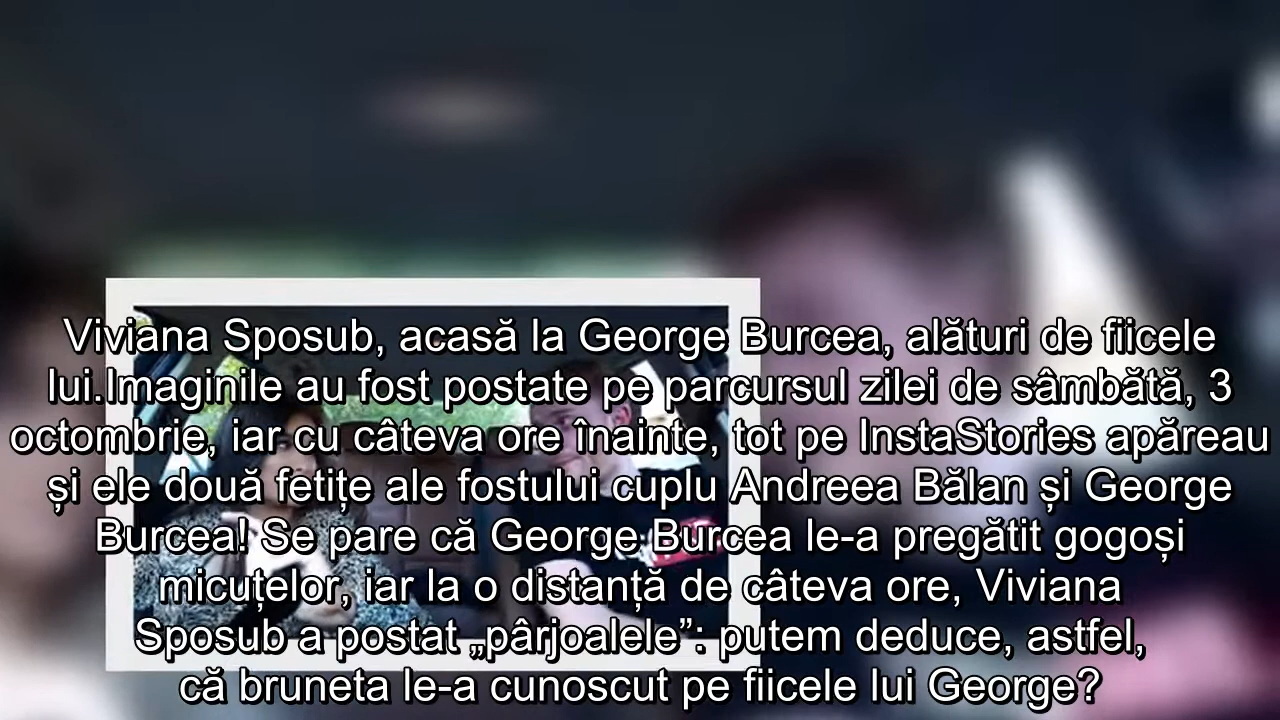 Viviana Sposub, acasă la George Burcea, alături de fiicele
lui.Imaginile au fost postate pe parcursul zilei de sâmbătă, 3
octombrie, iar cu câteva ore înainte, tot pe InstaStories apăreau
și ele două fetițe ale fostului cuplu Andreea Bălan și George
Burcea! Se pare că George Burcea le-a pregătit gogoși
micuțelor, iar la o distanță de câteva ore, Viviana
Sposub a postat „pârjoalele”: putem deduce, astfel,
că bruneta le-a cunoscut pe fiicele lui George?